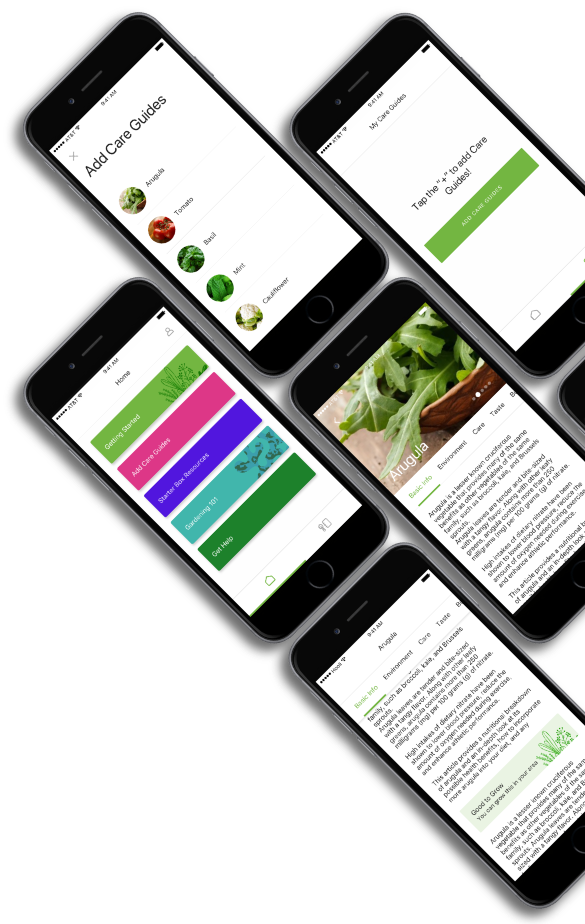 AT&T
9:41 AM
Add Care Guides
Arugula
Tomato
Basil
Mint
Cauliflower
AT&T
9:41 AM
My Care Guides
Tap the "+" to add Care
Guides!
ADD CARE GUIDES
AT&T
9:41 AM
Home
Getting Started
Add Care Guides
Starter Box Resources
Gardening 101
Get Help
AT&T
Arugula
Basic Info
Environment
Care
Taste
Arugula is a lesser known cruciferous
vegetable that provides many of the same
benefits as other vegetables of the same
family, such as broccoli, kale, and Brussels
sprouts.
Arugula leaves are tender and bite-sized
with a tangy flavor. Along with other leafy
greens, arugula contains more than 250
milligrams (mg) per 100 grams (g) of nitrate.
High intakes of dietary nitrate have been
shown to lower blood pressure, reduce the
amount of oxygen needed during exercise,
and enhance athletic performance.
This article provides a nutritional
of arugula and an in-depth look
Hooli
9:41 AM
Arugula
Basic Info
Environment
Care
Taste
family, such as broccoli, kale, and Brussels
sprouts.
Arugula leaves are tender and bite-sized
with a tangy flavor. Along with other leafy
greens, arugula contains more than 250
milligrams (mg) per 100 grams (g) of nitrate.
High intakes of dietary nitrate have been
shown to lower blood pressure, reduce the
amount of oxygen needed during exercise,
and enhance athletic performance.
This article provides a nutritional breakdown
of arugula and an in-depth look at its
possible health benefits, how to incorporate
more arugula into your diet, and any
Good to Grow
You can grow this in your area
Arugula is a lesser known cruciferous
vegetable that provides many of the same
benefits as other vegetables of the
family, such as broccoli, kale, and
sprouts. Arugula leaves are tender
sized with a tangy flavor.